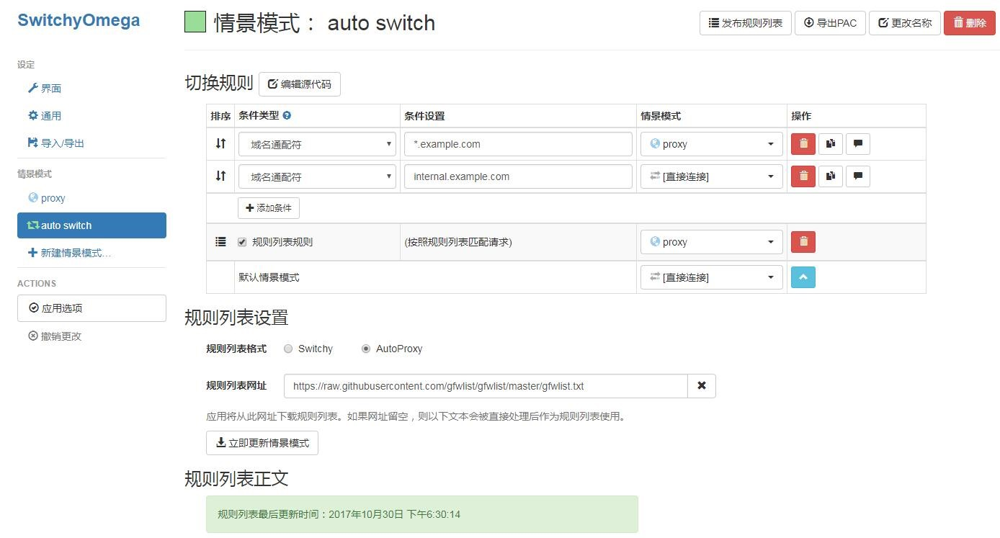 SwitchyOmega
设定
界面
通用
导入/导出
情景模式
proxy
auto switch
新建情景模式...
ACTIONS
应用选项
撤销更改
情景模式： auto switch
发布规则列表 导出PAC 更改名称 删除
切换规则 编辑源代码
排序 条件类型 条件设置 情景模式 操作
域名通配符 *.example.com proxy
域名通配符 internal.example.com [直接连接]
添加条件
规则列表规则 (按照规则列表匹配请求) proxy
默认情景模式 [直接连接]
规则列表设置
规则列表格式 Switchy AutoProxy
规则列表网址 https://raw.githubusercontent.com/gfwlist/gfwlist/master/gfwlist.txt
应用将从此网址下载规则列表。如果网址留空，则以下文本会被直接处理后作为规则列表使用。
立即更新情景模式
规则列表正文
规则列表最后更新时间：2017年10月30日 下午6:30:14